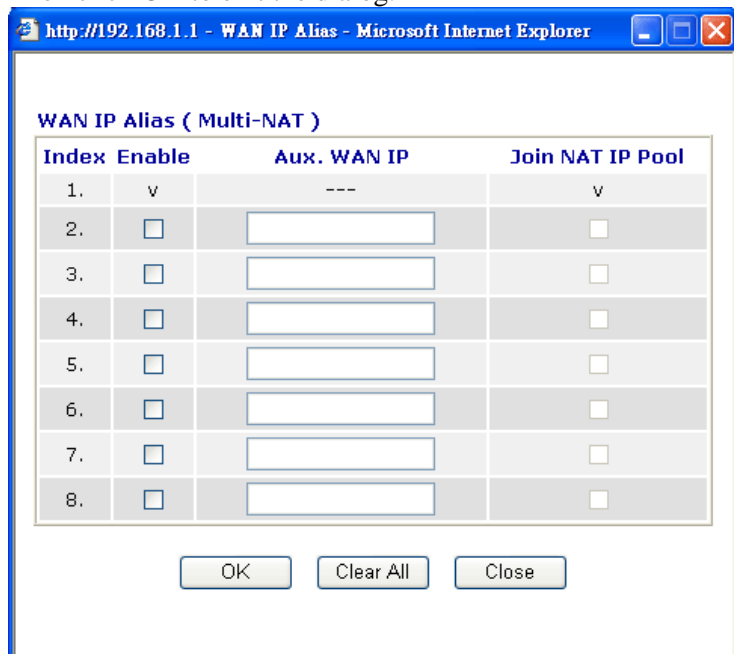 http://192.168.1.1 - WAN IP Alias - Microsoft Internet Explorer
WAN IP Alias ( Multi-NAT )
Index Enable Aux. WAN IP Join NAT IP Pool
1. v --- v
2.
3.
4.
5.
6.
7.
8.
OK Clear All Close